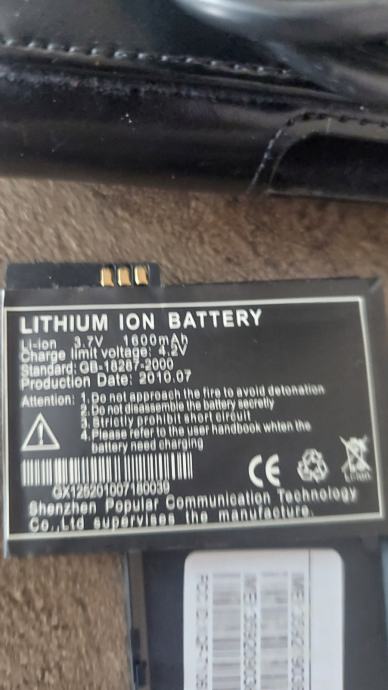 LITHIUM ION BATTERY
Li-ion 3.7V 1600mAh
Charge limit voltage: 4.2V
Standard: GB-18287-2000
Production Date: 2010.07
Attention: 1.Do not approach the fire to avoid detonation
2.Do not disassemble the battery secretly
3.Strictly prohibit short circuit
4.Please refer to the user handbook whten the
battery need charging
GX125201007180039
CE
Li-ion
Shenzhen Popular Communication Technology
Co.,Ltd supervises the manufacture.